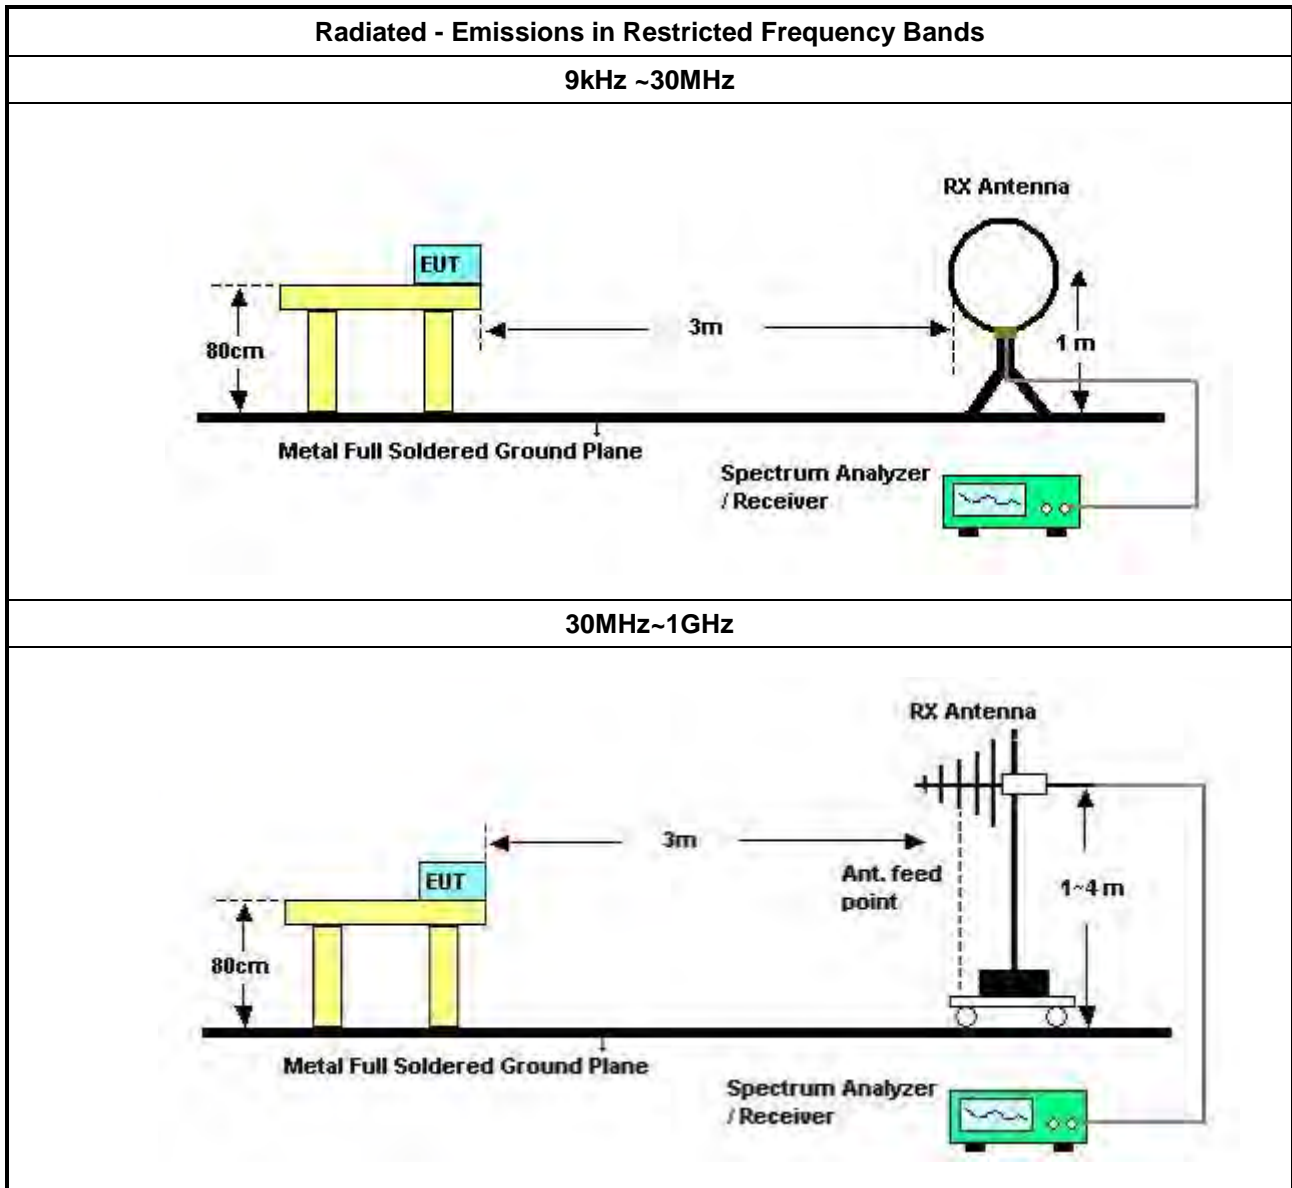 Radiated - Emissions in Restricted Frequency Bands
9kHz ~30MHz
RX Antenna
EUT
3m
80cm
1 m
Metal Full Soldered Ground Plane
Spectrum Analyzer
/ Receiver
30MHz~1GHz
RX Antenna
3m
EUT
Ant. feed
point
1~4 m
80cm
Metal Full Soldered Ground Plane
Spectrum Analyzer
/ Receiver